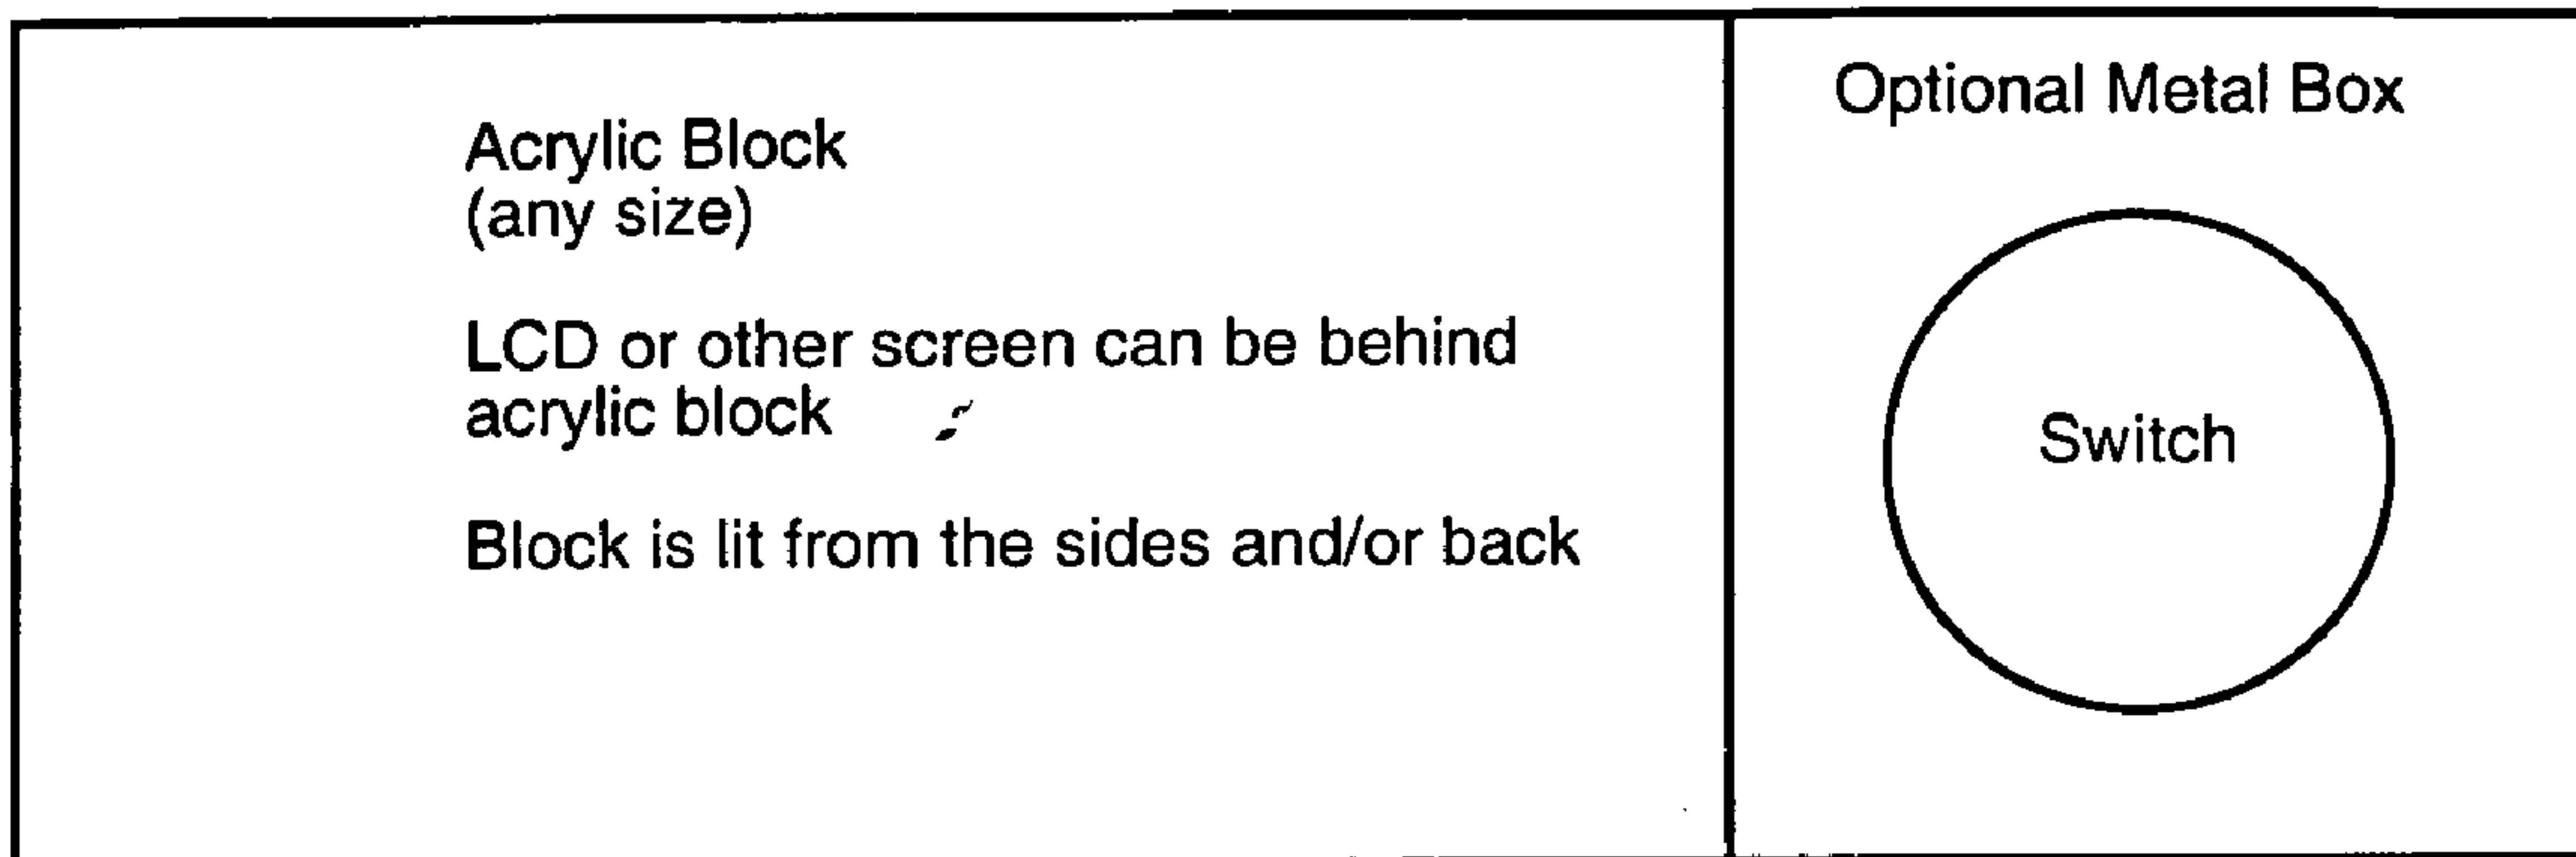 Acrylic Block
(any size)
LCD or other screen can be behind
acrylic block
Block is lit from the sides and/or back
Optional Metal Box
Switch